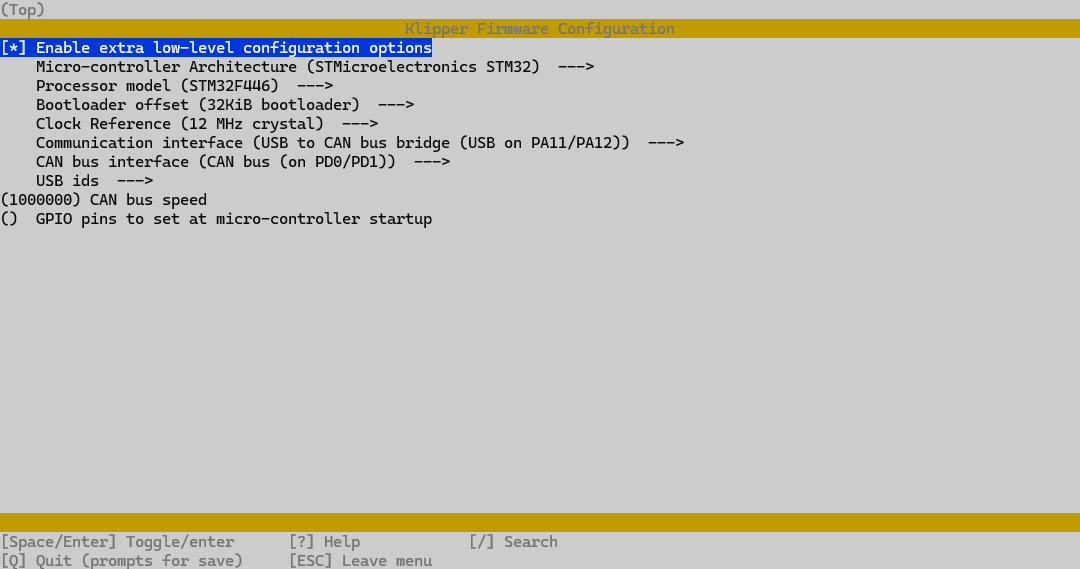 (Top)
Klipper Firmware Configuration
[*] Enable extra low-level configuration options
Micro-controller Architecture (STMicroelectronics STM32)  --->
Processor model (STM32F446)  --->
Bootloader offset (32KiB bootloader)  --->
Clock Reference (12 MHz crystal)  --->
Communication interface (USB to CAN bus bridge (USB on PA11/PA12))  --->
CAN bus interface (CAN bus (on PD0/PD1))  --->
USB ids  --->
(1000000) CAN bus speed
()  GPIO pins to set at micro-controller startup
[Space/Enter] Toggle/enter      [?] Help            [/] Search
[Q] Quit (prompts for save)     [ESC] Leave menu